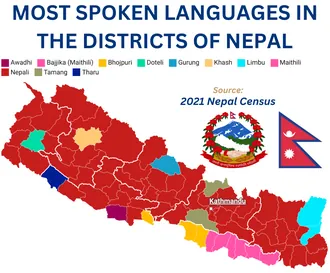 MOST SPOKEN LANGUAGES IN
THE DISTRICTS OF NEPAL
Awadhi Bajjika (Maithili) Bhojpuri Doteli Gurung Khash Limbu Maithili
Nepali Tamang Tharu
Source:
2021 Nepal Census
Kathmandu